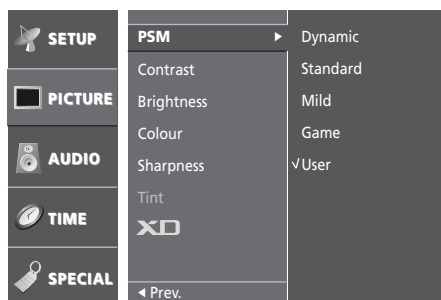 SETUP
PICTURE
AUDIO
TIME
SPECIAL
PSM ►
Contrast
Brightness
Colour
Sharpness
Tint
XD
◄ Prev.
Dynamic
Standard
Mild
Game
√User